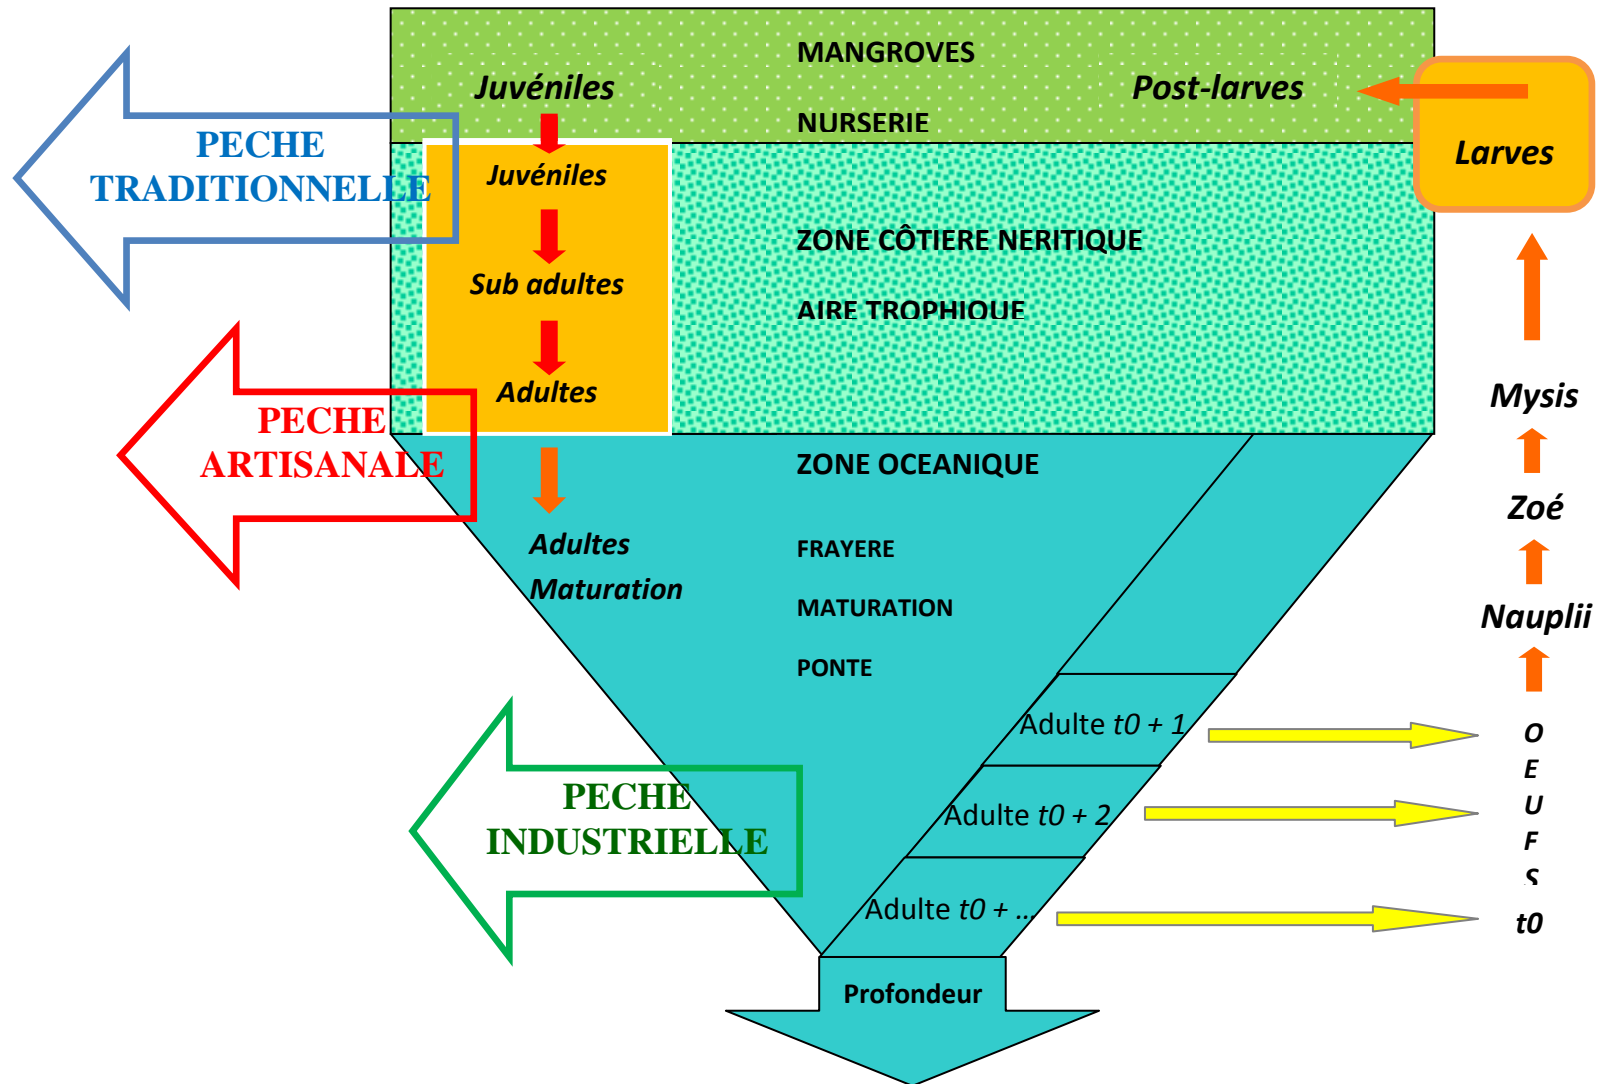 MANGROVES
Juvéniles
Post-larves
NURSERIE
Larves
PECHE
TRADITIONNELLE
Juvéniles
ZONE CÔTIERE NERITIQUE
Sub adultes
AIRE TROPHIQUE
Adultes
Mysis
PECHE
ARTISANALE
ZONE OCEANIQUE
Zoé
Adultes
Maturation
FRAYERE
MATURATION
Nauplii
PONTE
Adulte t0 + 1
O
E
U
F
S
t0
PECHE
INDUSTRIELLE
Adulte t0 + 2
Adulte t0 + ...
Profondeur